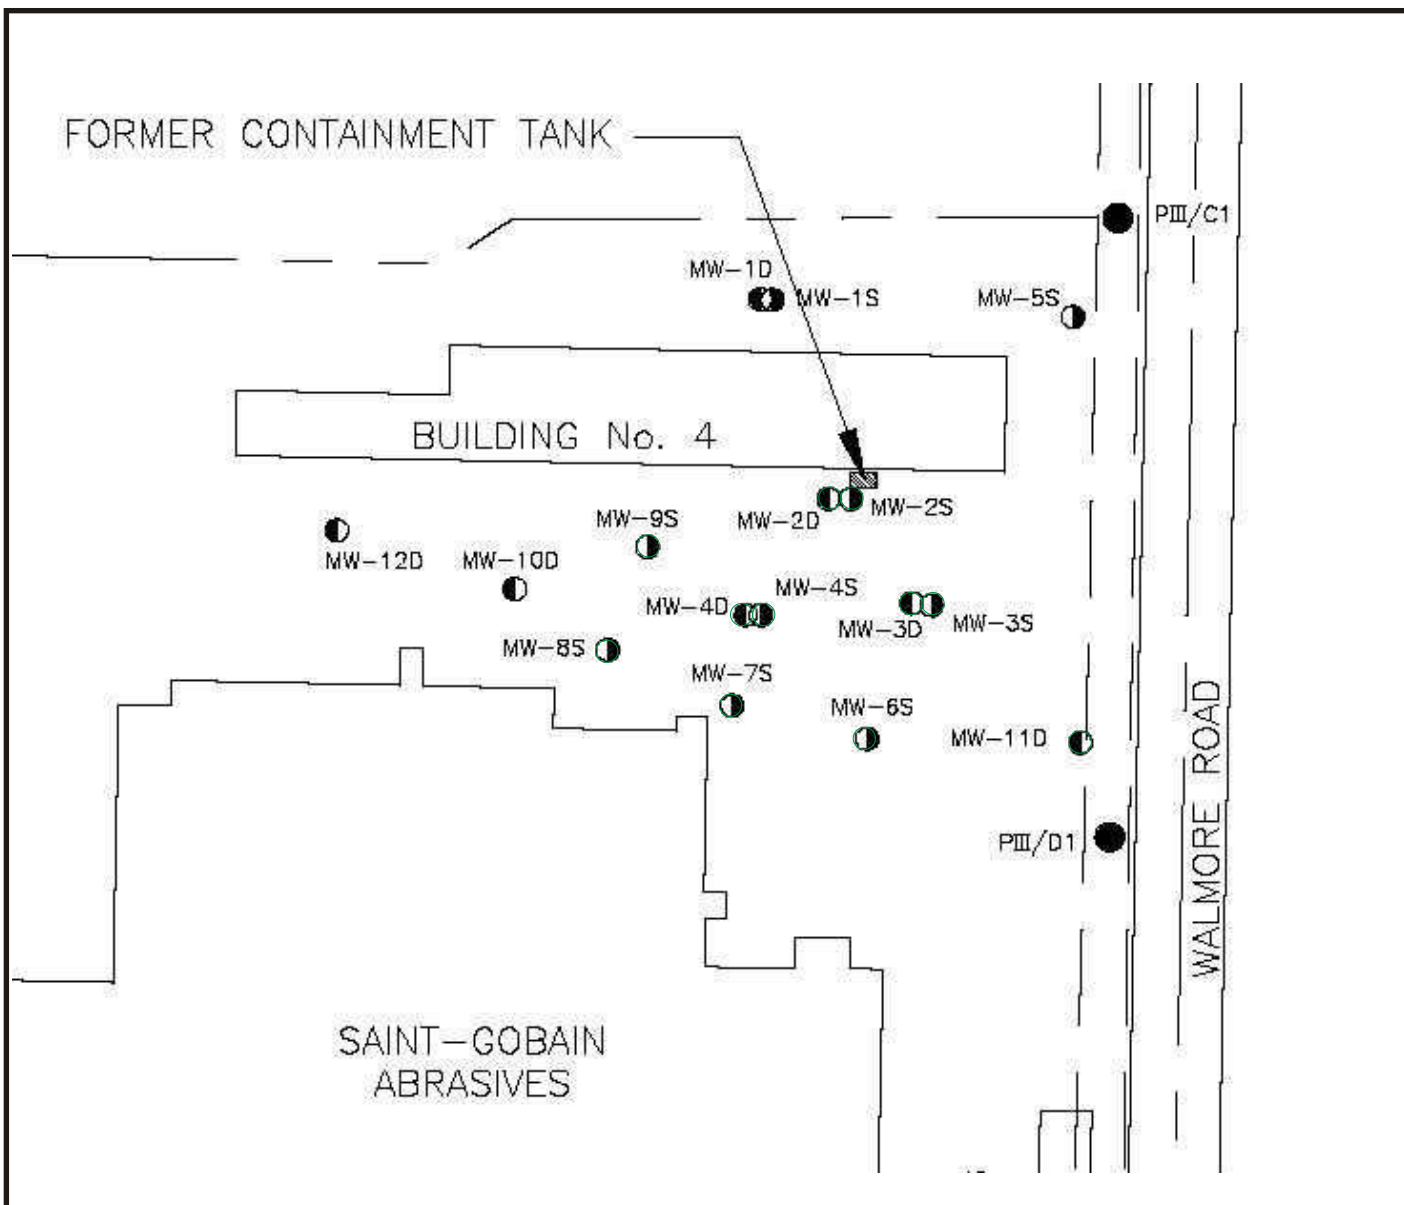 FORMER CONTAINMENT TANK
PIII/C1
MW-1D
MW-1S
MW-5S
BUILDING No. 4
MW-2S
MW-2D
MW-9S
MW-12D
MW-10D
MW-4S
MW-4D
MW-3D
MW-3S
MW-8S
MW-7S
MW-6S
MW-11D
PIII/D1
WALMORE ROAD
SAINT-GOBAIN
ABRASIVES